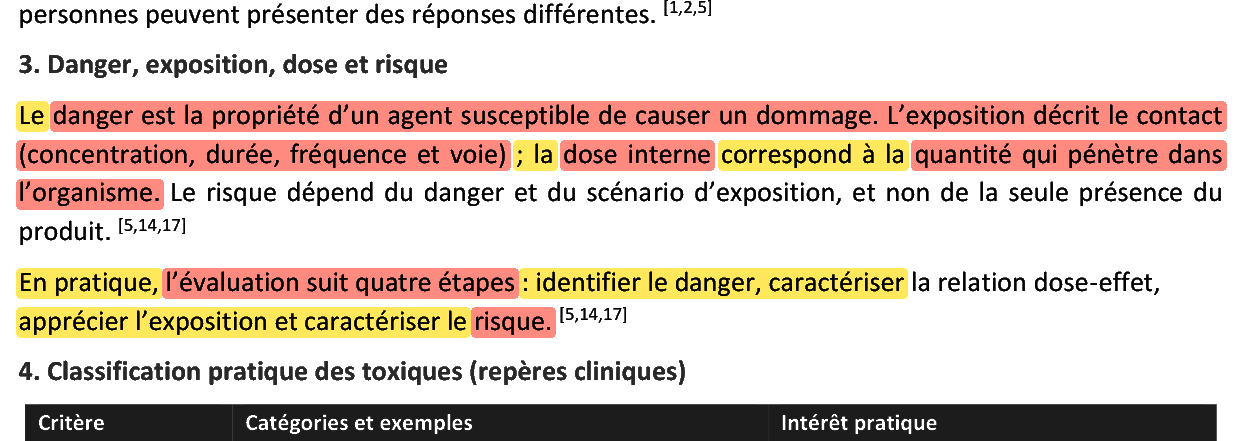 personnes peuvent présenter des réponses différentes. [1,2,5]
3. Danger, exposition, dose et risque
Le danger est la propriété d’un agent susceptible de causer un dommage. L’exposition décrit le contact
(concentration, durée, fréquence et voie) ; la dose interne correspond à la quantité qui pénètre dans
l’organisme. Le risque dépend du danger et du scénario d’exposition, et non de la seule présence du
produit. [5,14,17]
En pratique, l’évaluation suit quatre étapes : identifier le danger, caractériser la relation dose-effet,
apprécier l’exposition et caractériser le risque. [5,14,17]
4. Classification pratique des toxiques (repères cliniques)
Critère Catégories et exemples Intérêt pratique